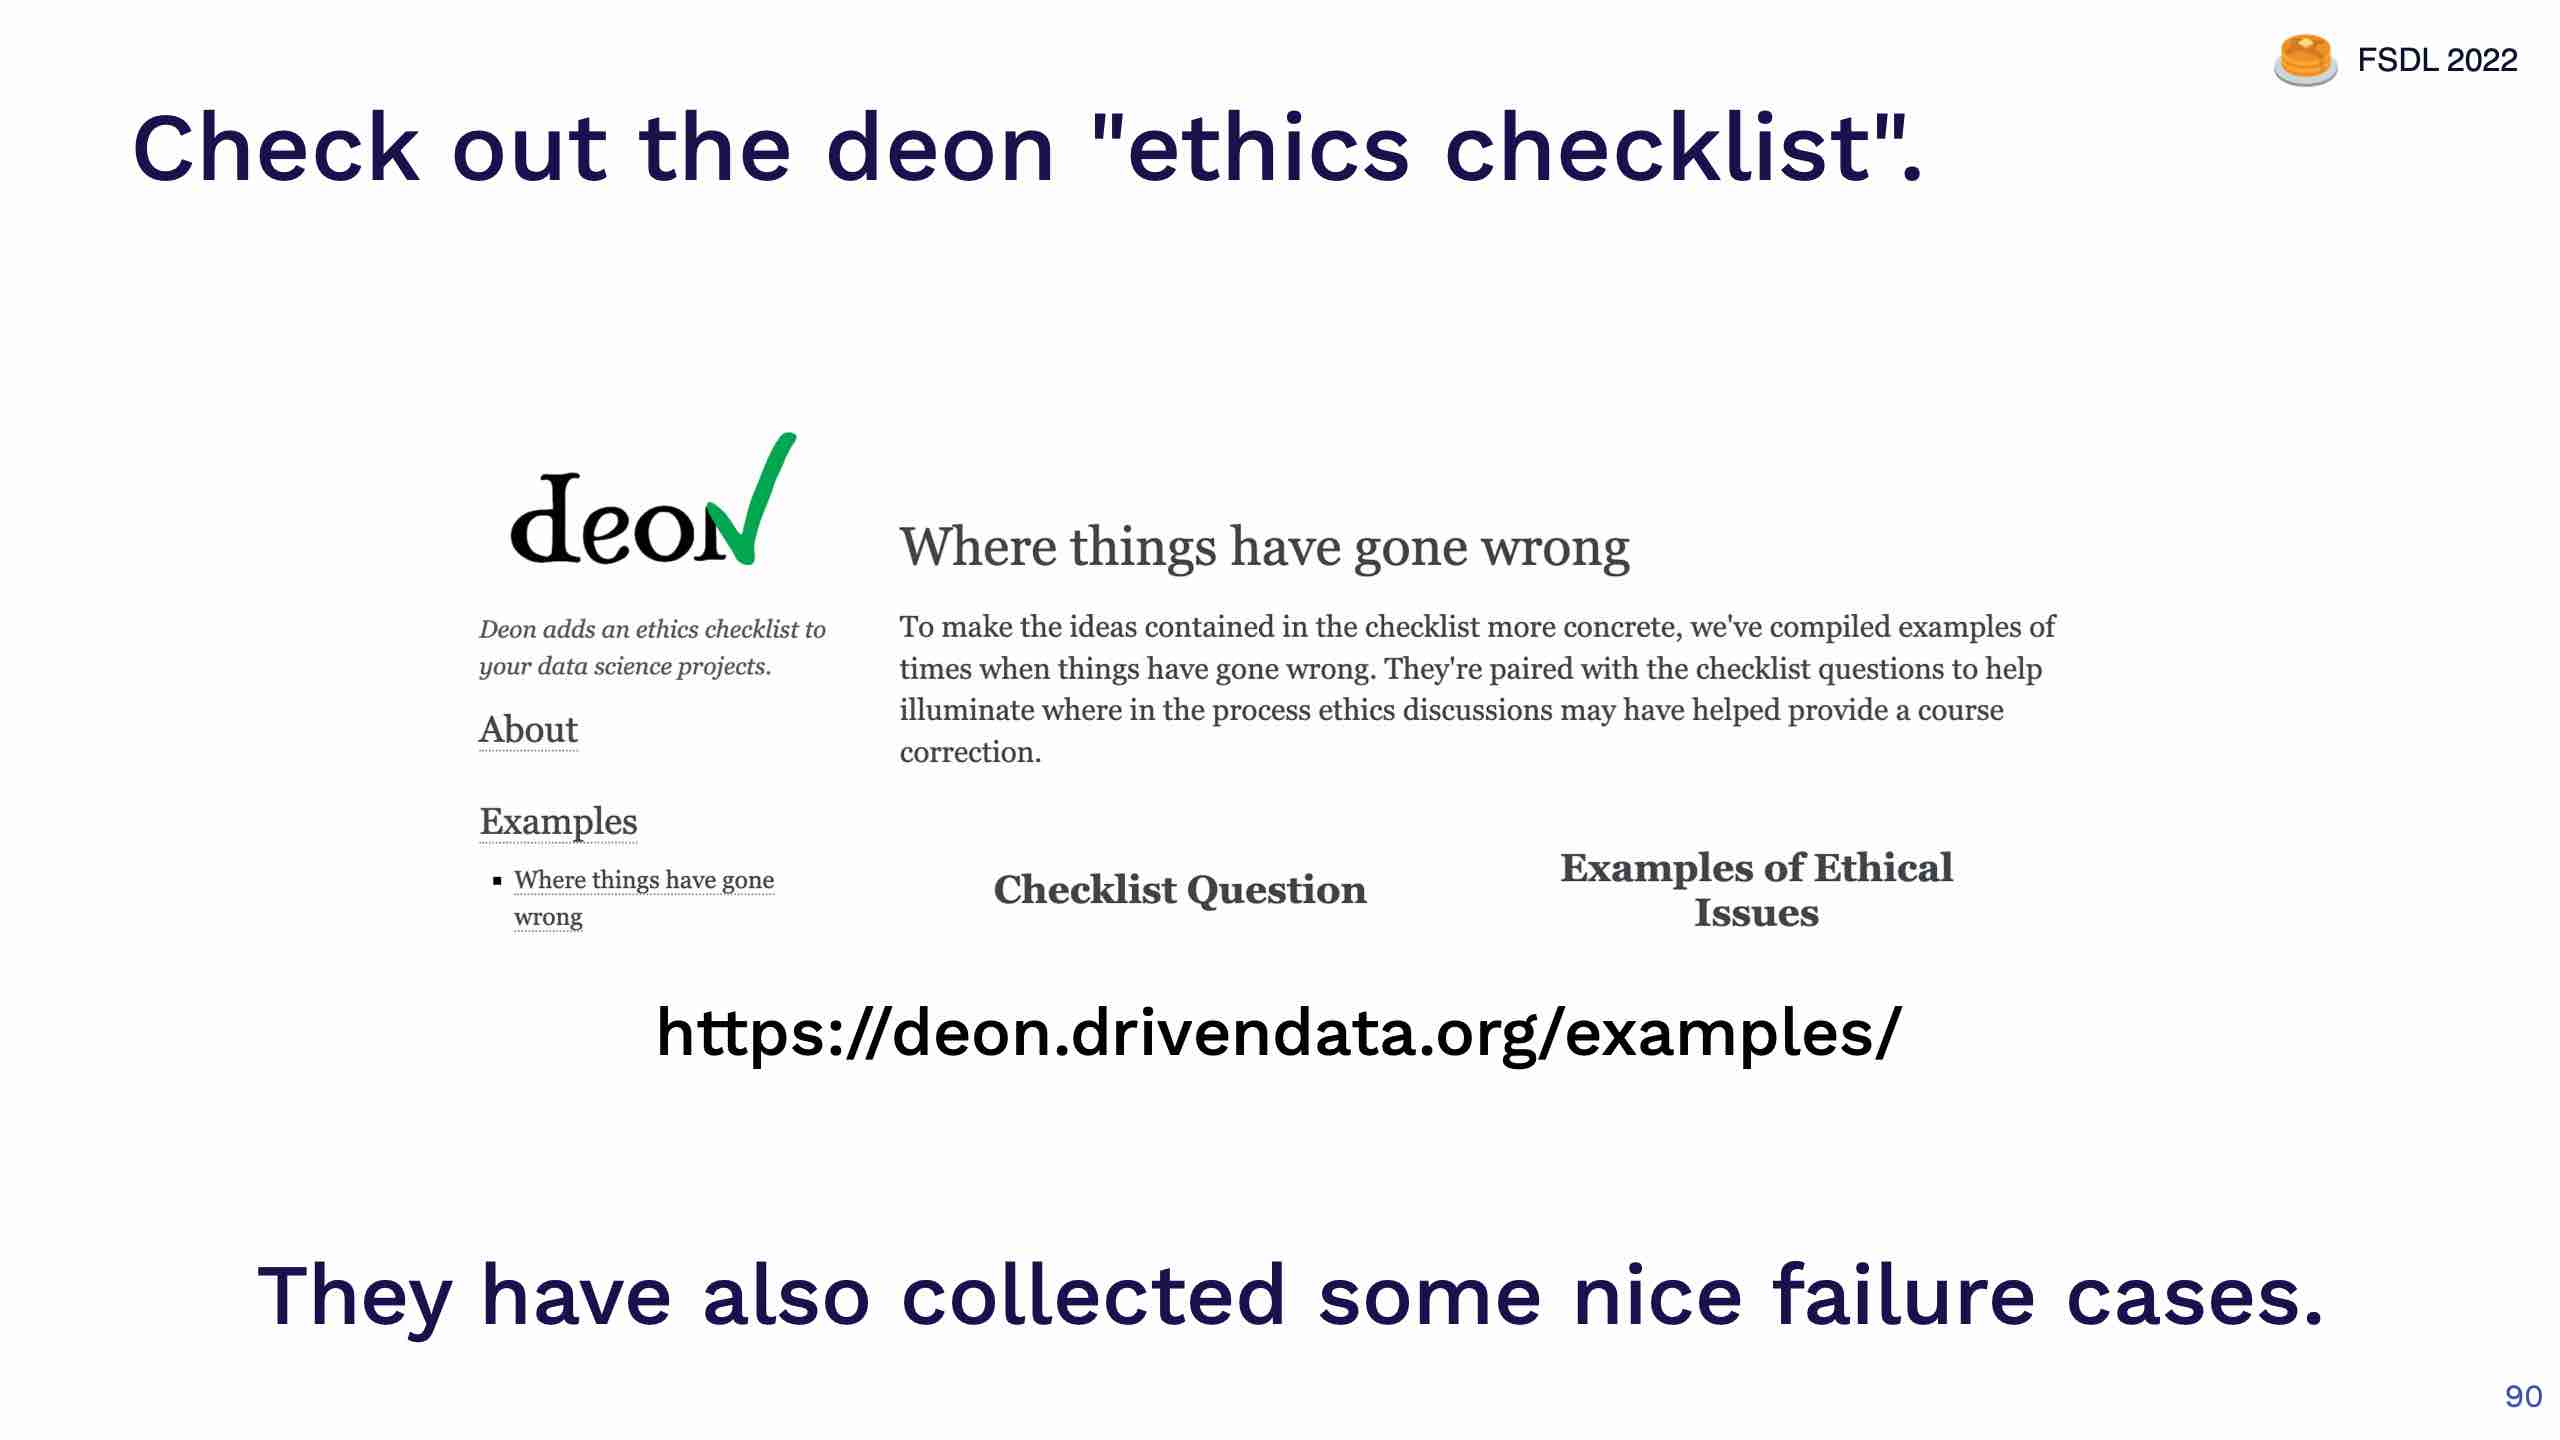 FSDL 2022
Check out the deon "ethics checklist".
deon
Deon adds an ethics checklist to
your data science projects.
About
Examples
▪ Where things have gone
wrong
Where things have gone wrong
To make the ideas contained in the checklist more concrete, we've compiled examples of
times when things have gone wrong. They're paired with the checklist questions to help
illuminate where in the process ethics discussions may have helped provide a course
correction.
Checklist Question
Examples of Ethical
Issues
https://deon.drivendata.org/examples/
They have also collected some nice failure cases.
90